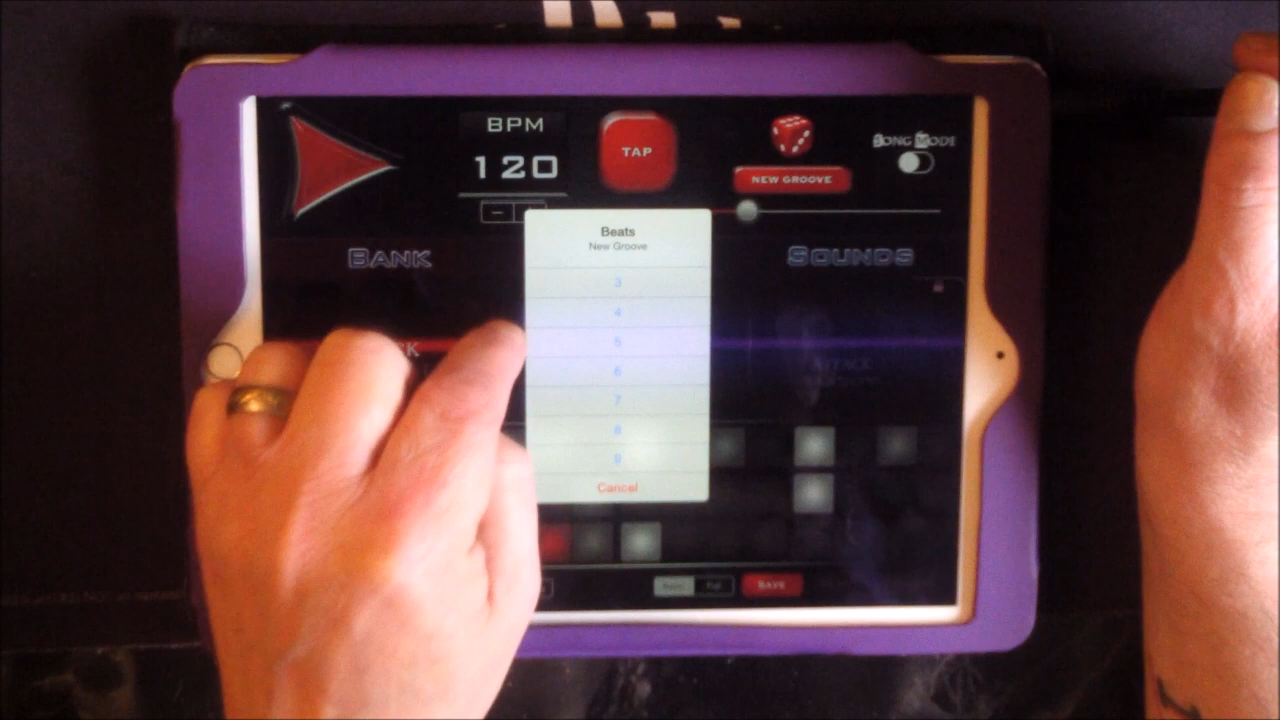 BPM
120
TAP
NEW GROOVE
SONG MODE
Beats
New Groove
BANK
SOUNDS
3
4
5
6
7
8
9
Cancel
SAVE